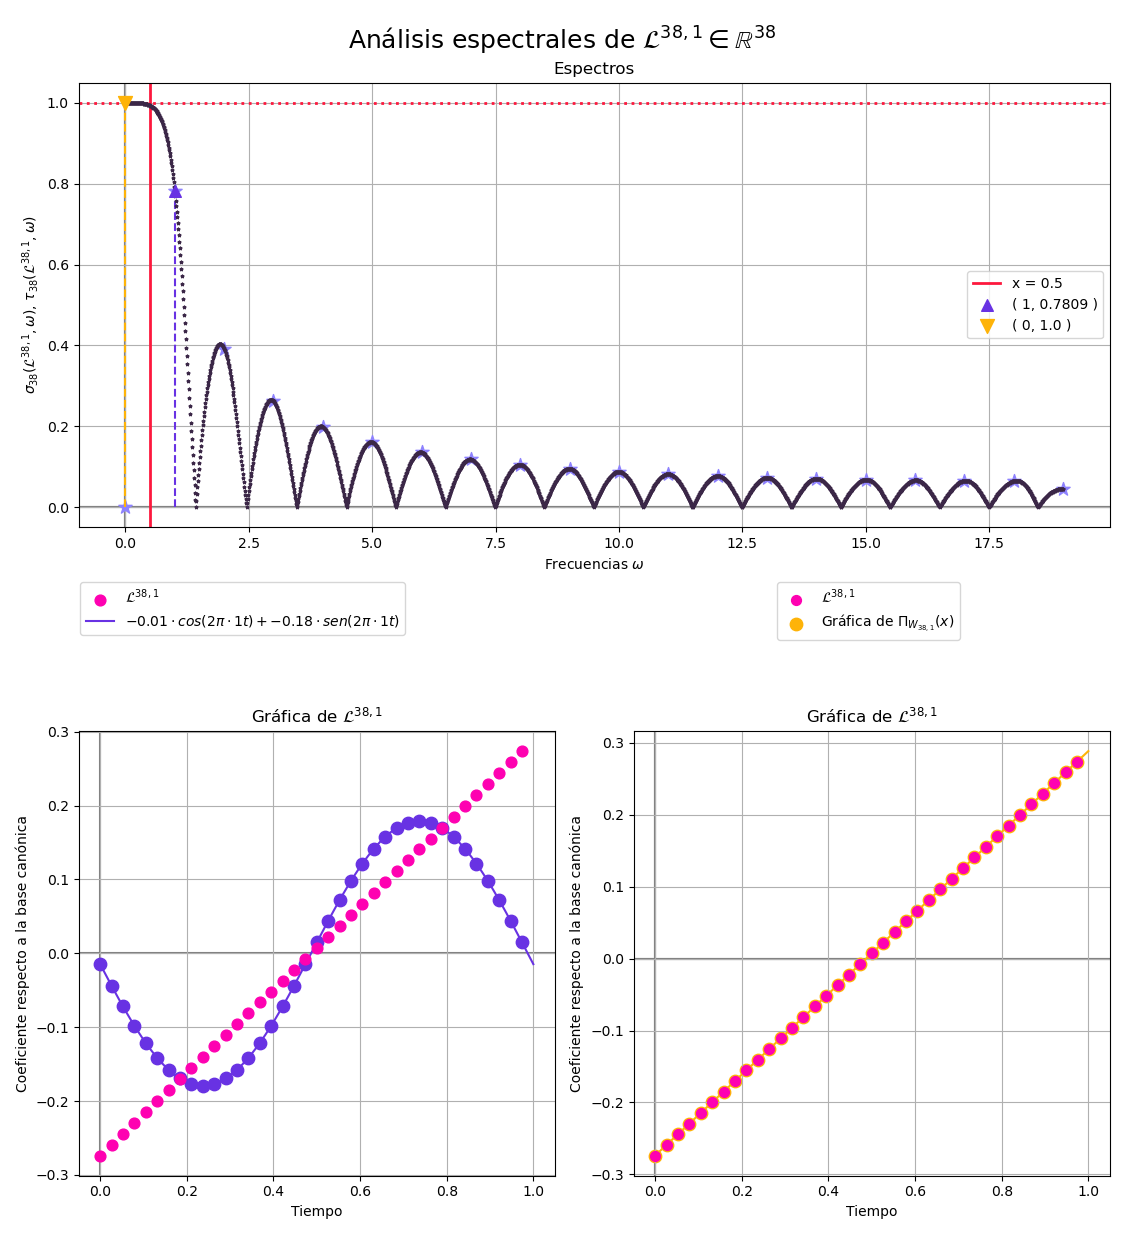 Análisis espectrales de 𝓛^{38,1} ∈ ℝ^{38}
Espectros
1.0
0.8
0.6
0.4
0.2
0.0
σ_{38}(𝓛^{38,1}, ω), τ_{38}(𝓛^{38,1}, ω)
x = 0.5
( 1, 0.7809 )
( 0, 1.0 )
0.0 2.5 5.0 7.5 10.0 12.5 15.0 17.5
Frecuencias ω
𝓛^{38,1}
−0.01 · cos(2π · 1t) + −0.18 · sen(2π · 1t)
𝓛^{38,1}
Gráfica de Π_{W_{38,1}}(x)
Gráfica de 𝓛^{38,1}
0.3
0.2
0.1
0.0
−0.1
−0.2
−0.3
Coeficiente respecto a la base canónica
0.0 0.2 0.4 0.6 0.8 1.0
Tiempo
Gráfica de 𝓛^{38,1}
0.3
0.2
0.1
0.0
−0.1
−0.2
−0.3
Coeficiente respecto a la base canónica
0.0 0.2 0.4 0.6 0.8 1.0
Tiempo